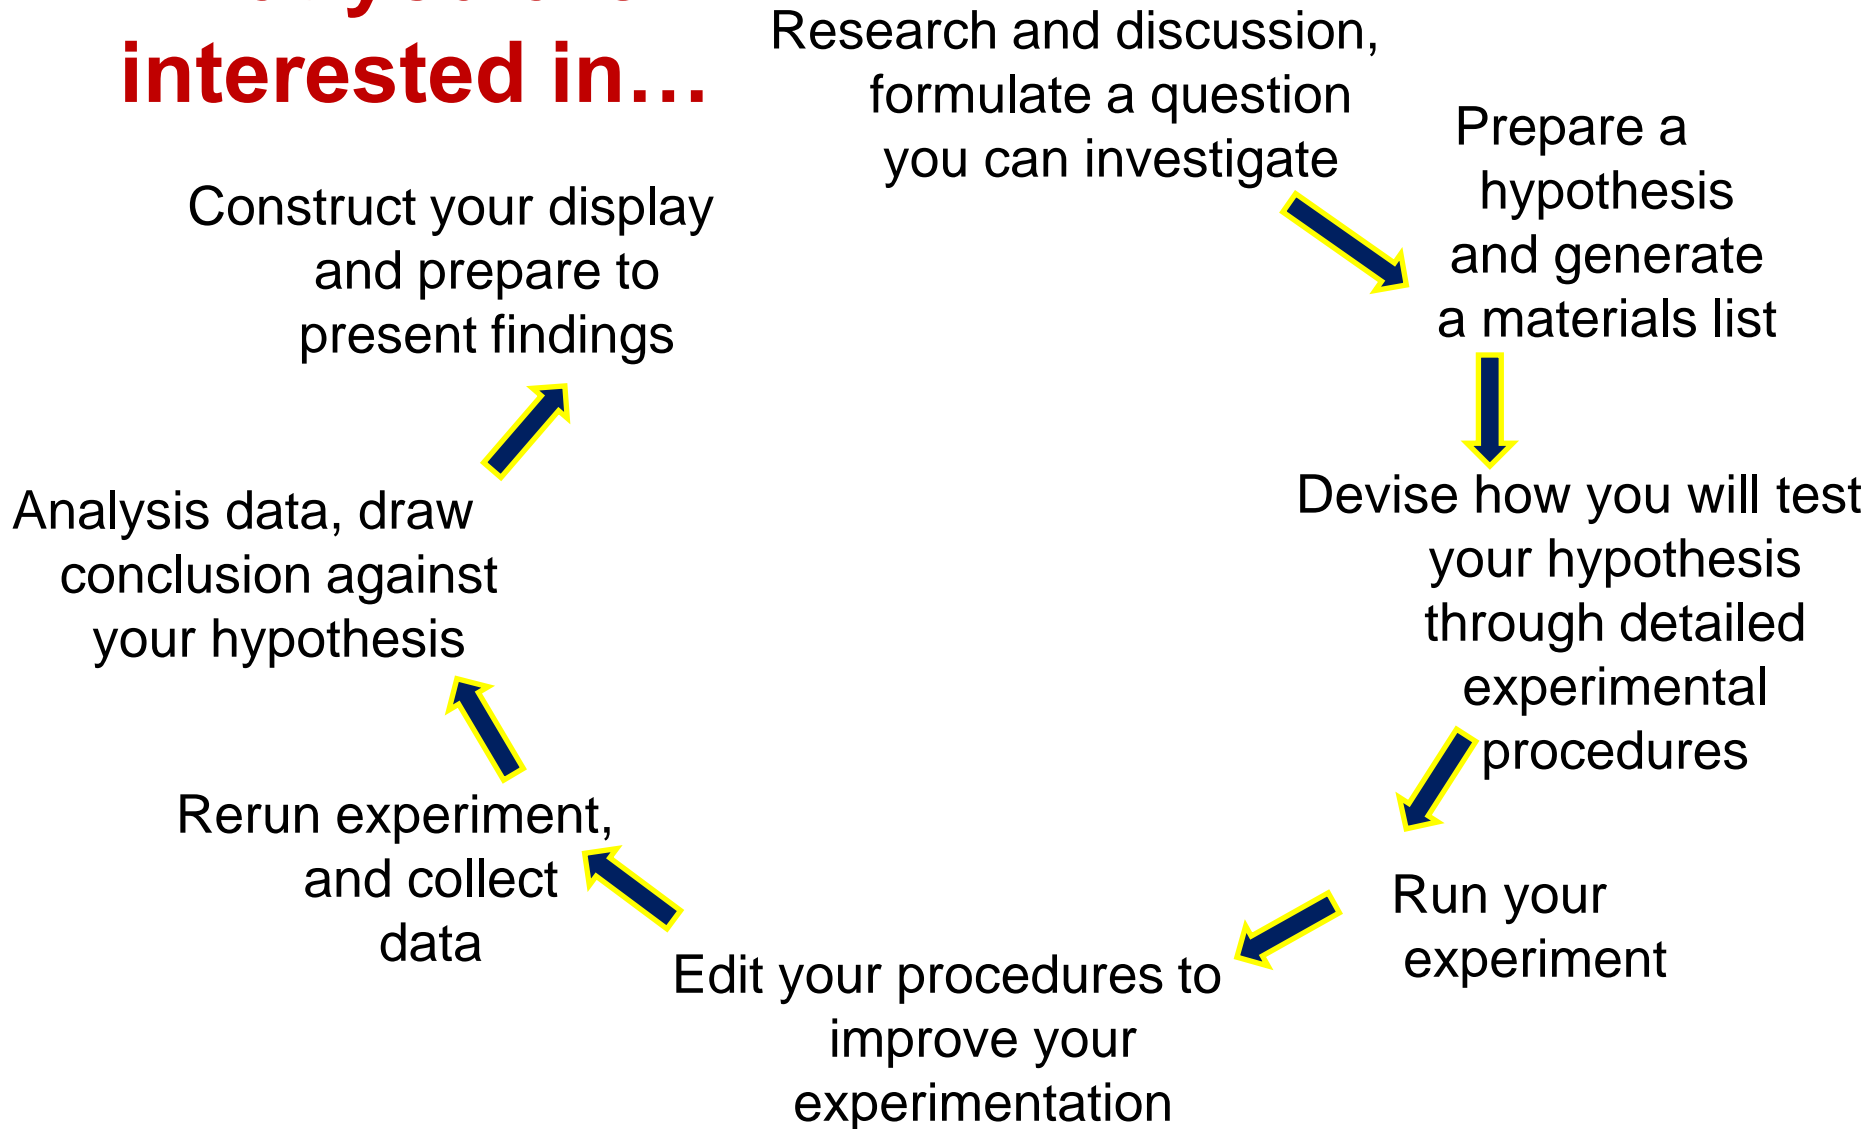 you are
interested in…
Research and discussion,
formulate a question
you can investigate
Prepare a
hypothesis
and generate
a materials list
Devise how you will test
your hypothesis
through detailed
experimental
procedures
Run your
experiment
Edit your procedures to
improve your
experimentation
Rerun experiment,
and collect
data
Analysis data, draw
conclusion against
your hypothesis
Construct your display
and prepare to
present findings